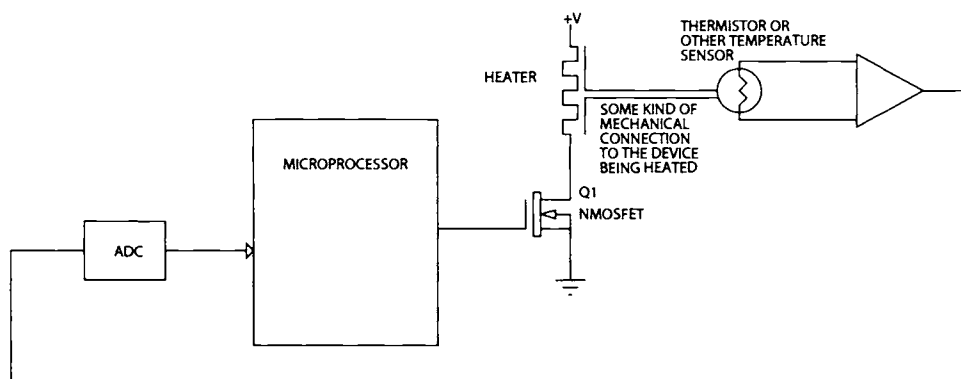 +V
THERMISTOR OR
OTHER TEMPERATURE
SENSOR
HEATER
SOME KIND OF
MECHANICAL
CONNECTION
TO THE DEVICE
BEING HEATED
MICROPROCESSOR
Q1
NMOSFET
ADC